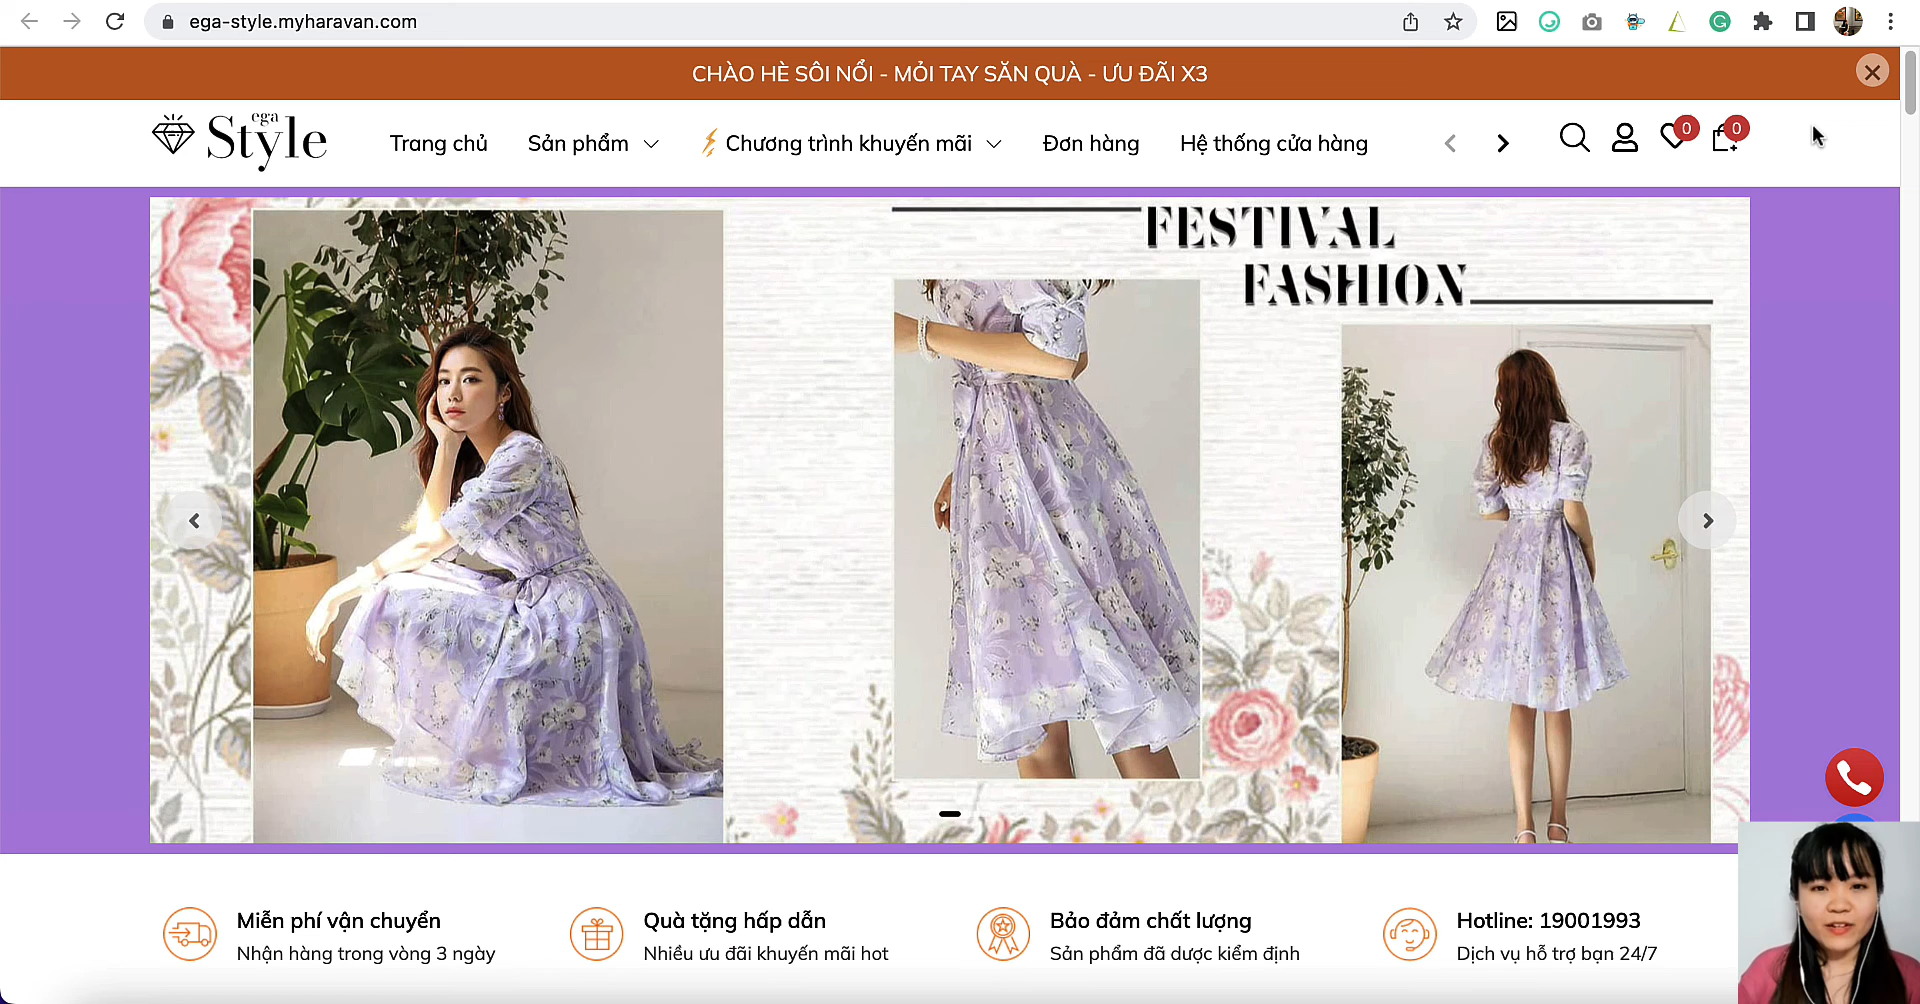 ega-style.myharavan.com
CHÀO HÈ SÔI NỔI - MỎI TAY SĂN QUÀ - ƯU ĐÃI X3
ega
Style
Trang chủ
Sản phẩm
Chương trình khuyến mãi
Đơn hàng
Hệ thống cửa hàng
0
0
FESTIVAL
FASHION
Miễn phí vận chuyển
Nhận hàng trong vòng 3 ngày
Quà tặng hấp dẫn
Nhiều ưu đãi khuyến mãi hot
Bảo đảm chất lượng
Sản phẩm đã dược kiểm định
Hotline: 19001993
Dịch vụ hỗ trợ bạn 24/7